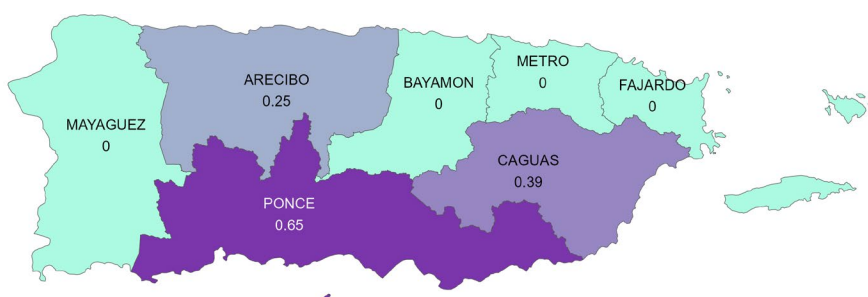 METRO
0
ARECIBO
0.25
BAYAMON
0
FAJARDO
0
MAYAGUEZ
0
CAGUAS
0.39
PONCE
0.65